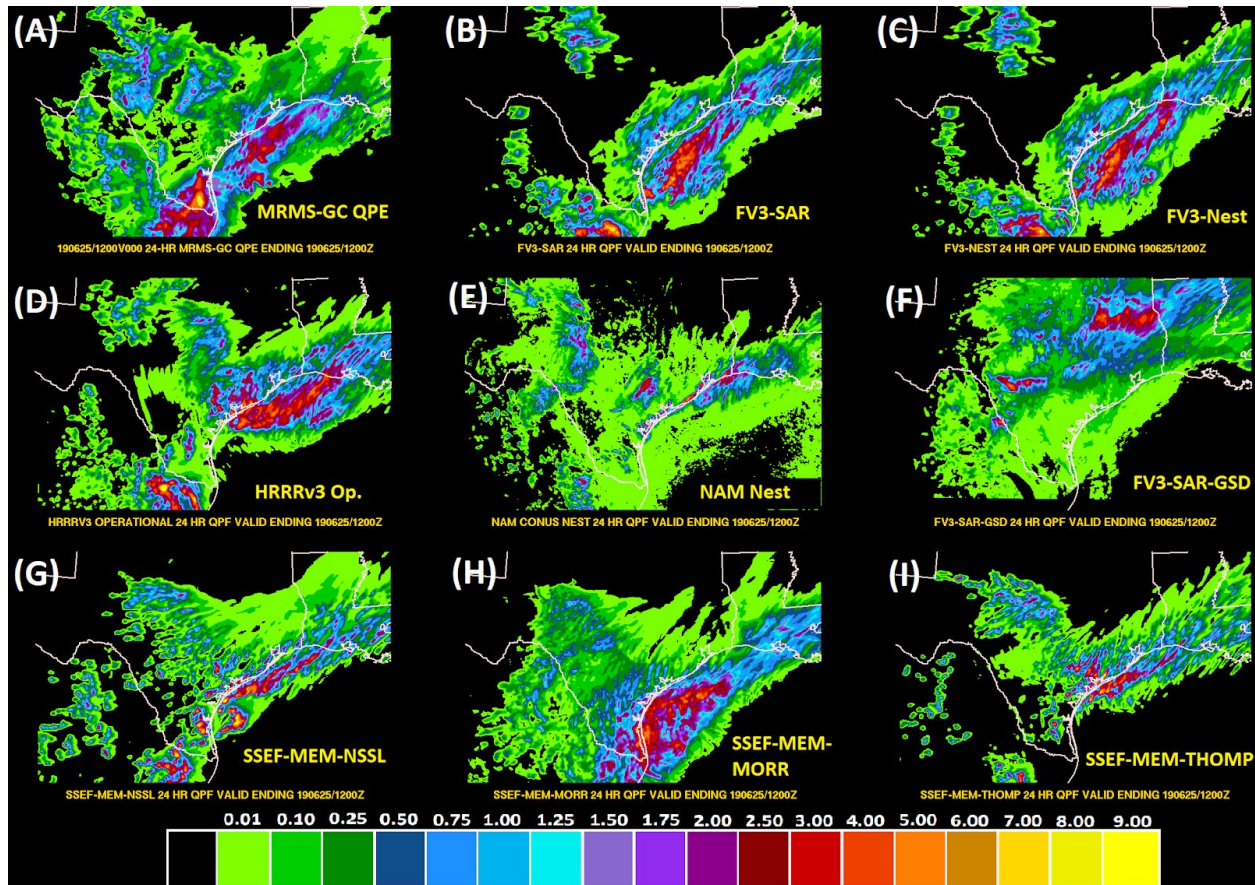 (A)
MRMS-GC QPE
190625/1200V000 24-HR MRMS-GC QPE ENDING 190625/1200Z
(B)
FV3-SAR
FV3-SAR 24 HR QPF VALID ENDING 190625/1200Z
(C)
FV3-Nest
FV3-NEST 24 HR QPF VALID ENDING 190625/1200Z
(D)
HRRRv3 Op.
HRRRV3 OPERATIONAL 24 HR QPF VALID ENDING 190625/1200Z
(E)
NAM Nest
NAM CONUS NEST 24 HR QPF VALID ENDING 190625/1200Z
(F)
FV3-SAR-GSD
FV3-SAR-GSD 24 HR QPF VALID ENDING 190625/1200Z
(G)
SSEF-MEM-NSSL
SSEF-MEM-NSSL 24 HR QPF VALID ENDING 190625/1200Z
(H)
SSEF-MEM-
MORR
SSEF-MEM-MORR 24 HR QPF VALID ENDING 190625/1200Z
(I)
SSEF-MEM-THOMP
SSEF-MEM-THOMP 24 HR QPF VALID ENDING 190625/1200Z
0.01 0.10 0.25 0.50 0.75 1.00 1.25 1.50 1.75 2.00 2.50 3.00 4.00 5.00 6.00 7.00 8.00 9.00